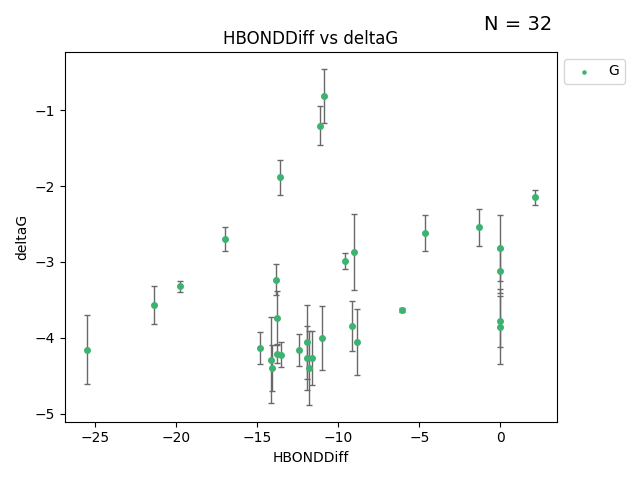 N = 32
HBONDDiff vs deltaG
G
deltaG
−1
−2
−3
−4
−5
−25
−20
−15
−10
−5
0
HBONDDiff